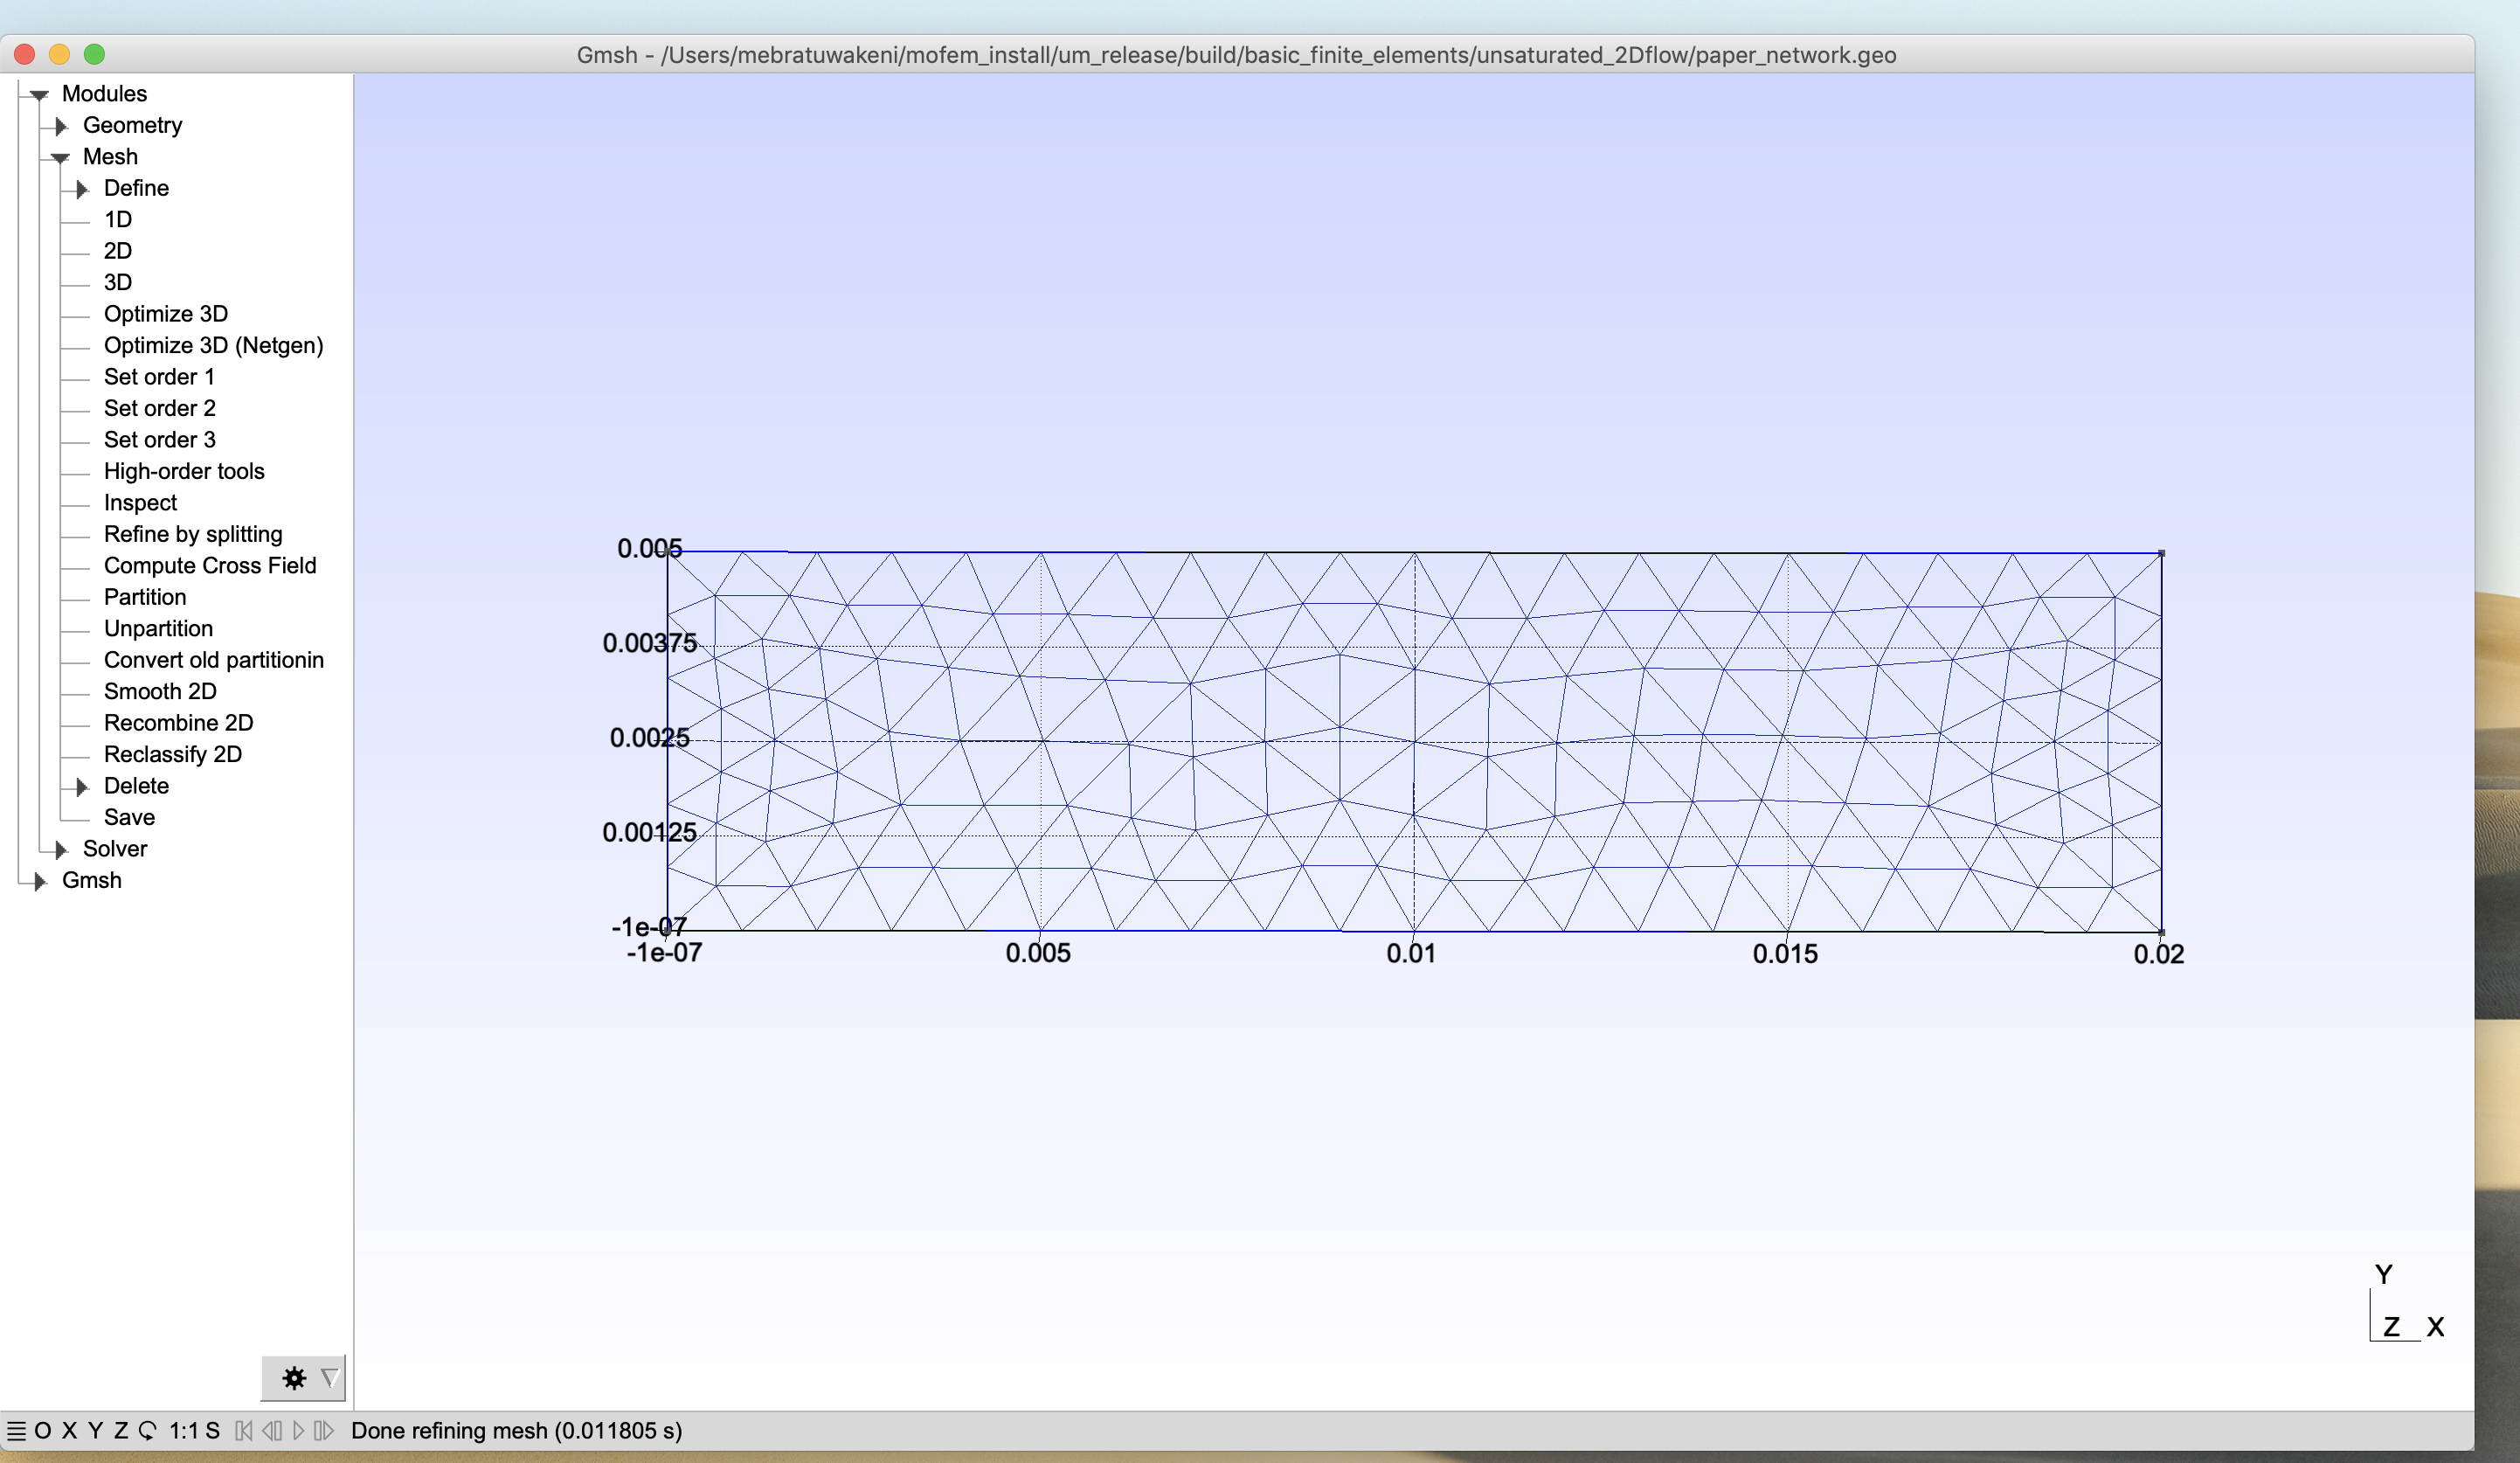 Gmsh - /Users/mebratuwakeni/mofem_install/um_release/build/basic_finite_elements/unsaturated_2Dflow/paper_network.geo
Modules
Geometry
Mesh
Define
1D
2D
3D
Optimize 3D
Optimize 3D (Netgen)
Set order 1
Set order 2
Set order 3
High-order tools
Inspect
Refine by splitting
Compute Cross Field
Partition
Unpartition
Convert old partitionin
Smooth 2D
Recombine 2D
Reclassify 2D
Delete
Save
Solver
Gmsh
0.005
0.00375
0.0025
0.00125
-1e-07
-1e-07 0.005 0.01 0.015 0.02
Y
Z X
O X Y Z 1:1 S Done refining mesh (0.011805 s)